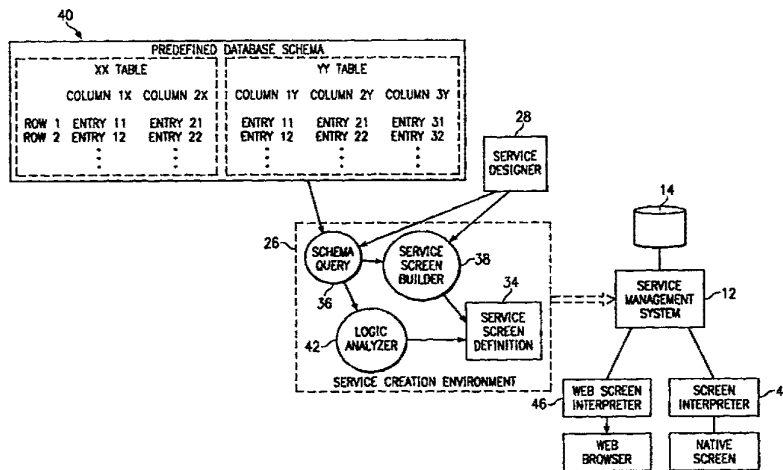 40
PREDEFINED DATABASE SCHEMA
XX TABLE
COLUMN 1X COLUMN 2X
ROW 1 ENTRY 11 ENTRY 21
ROW 2 ENTRY 12 ENTRY 22
YY TABLE
COLUMN 1Y COLUMN 2Y COLUMN 3Y
ENTRY 11 ENTRY 21 ENTRY 31
ENTRY 12 ENTRY 22 ENTRY 32
28
SERVICE
DESIGNER
14
26
SCHEMA
QUERY
36
SERVICE
SCREEN
BUILDER
38
34
SERVICE
SCREEN
DEFINITION
42
LOGIC
ANALYZER
SERVICE CREATION ENVIRONMENT
SERVICE
MANAGEMENT
SYSTEM
12
46
WEB SCREEN
INTERPRETER
SCREEN
INTERPRETER
4
WEB
BROWSER
NATIVE
SCREEN